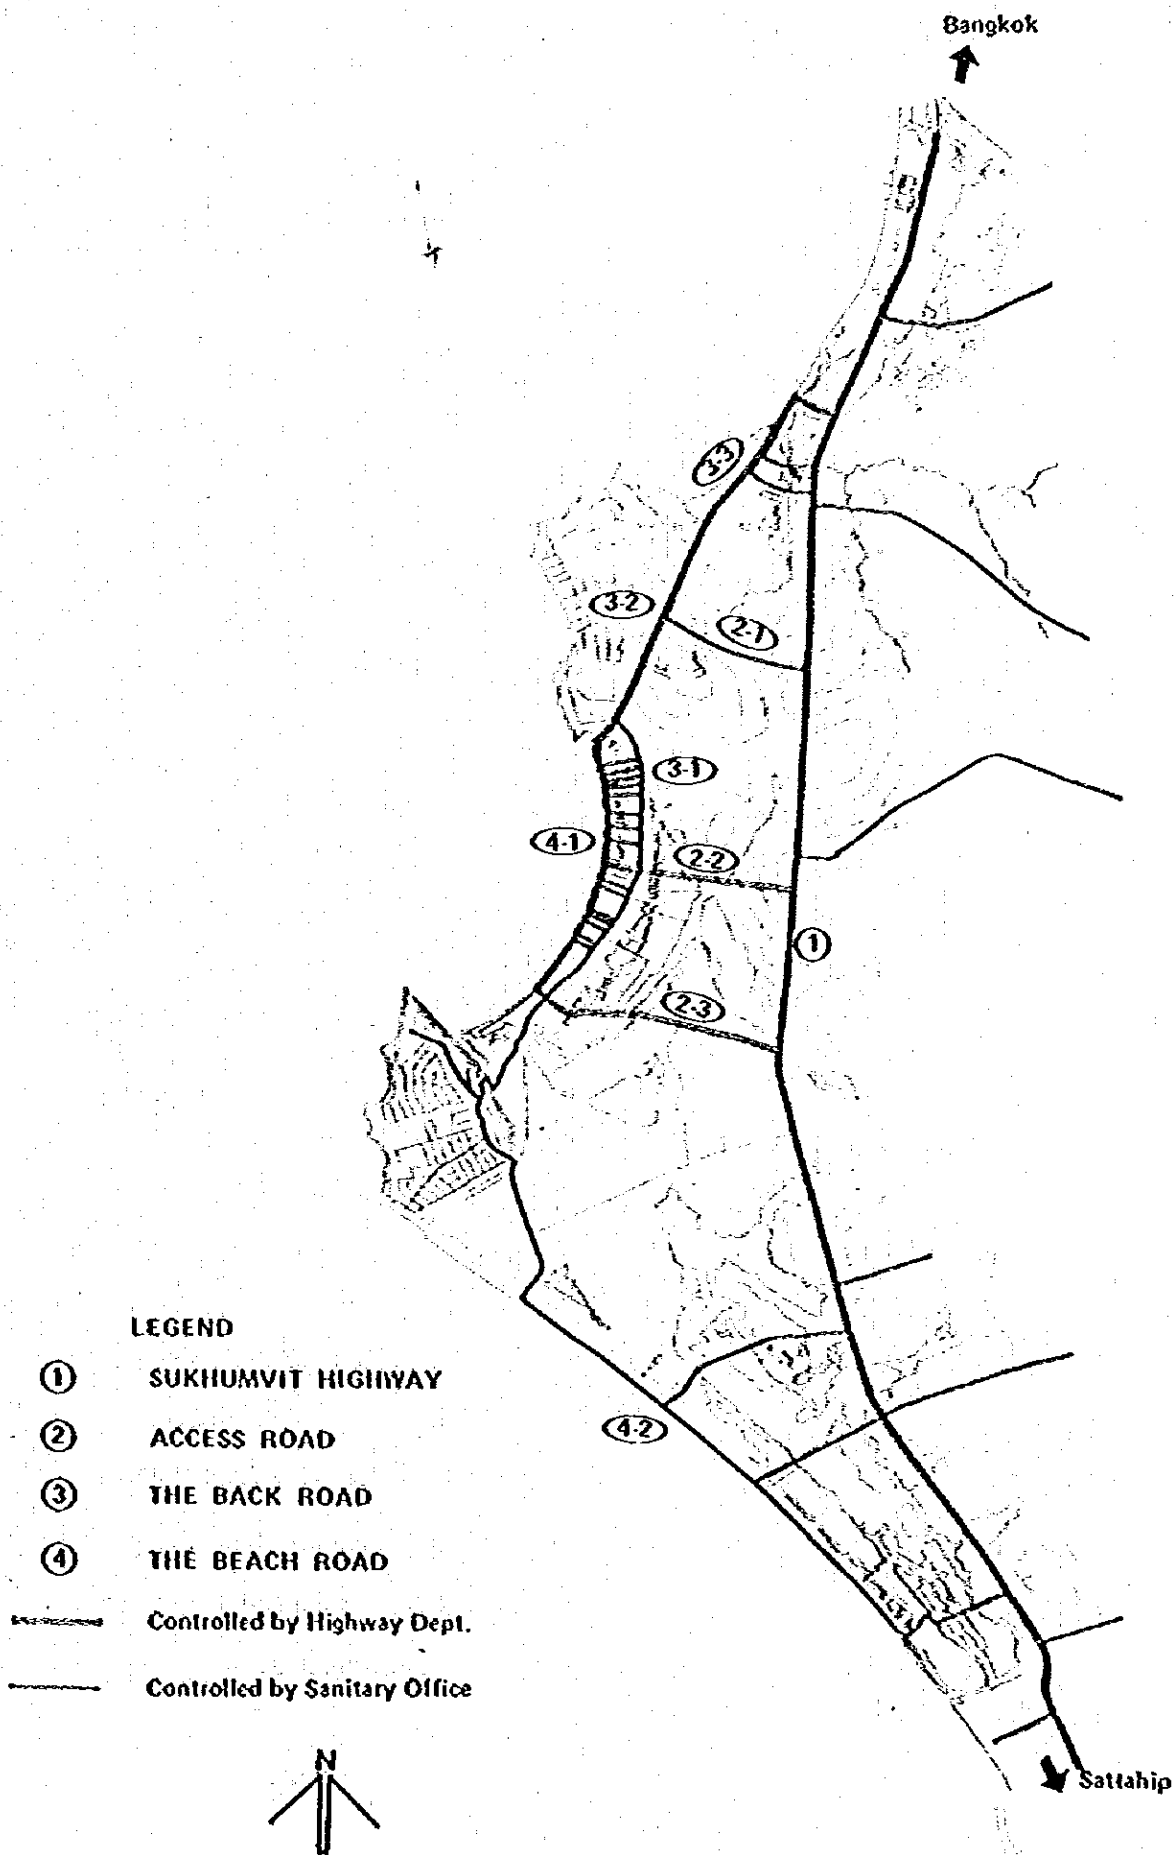 Bangkok
3-3
3-2
2-1
3-1
4-1
2-2
1
2-3
4-2
LEGEND
1 SUKHUMVIT HIGHWAY
2 ACCESS ROAD
3 THE BACK ROAD
4 THE BEACH ROAD
Controlled by Highway Dept.
Controlled by Sanitary Office
N
Sattahip